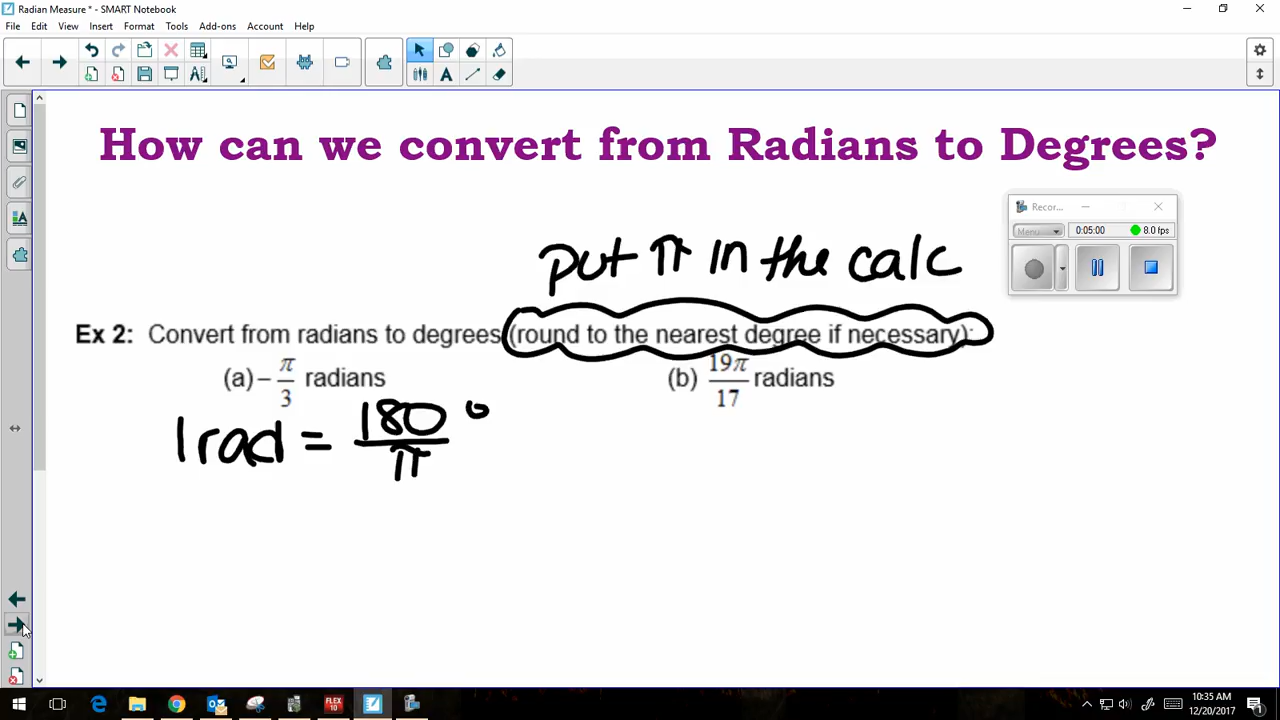 Radian Measure * - SMART Notebook
File Edit View Insert Format Tools Add-ons Account Help
How can we convert from Radians to Degrees?
Recor...
Menu 0:05:00 8.0 fps
put π in the calc
Ex 2: Convert from radians to degrees (round to the nearest degree if necessary):
(a) -π/3 radians (b) 19π/17 radians
1 rad = 180/π °
FLEX 10
10:35 AM
12/20/2017